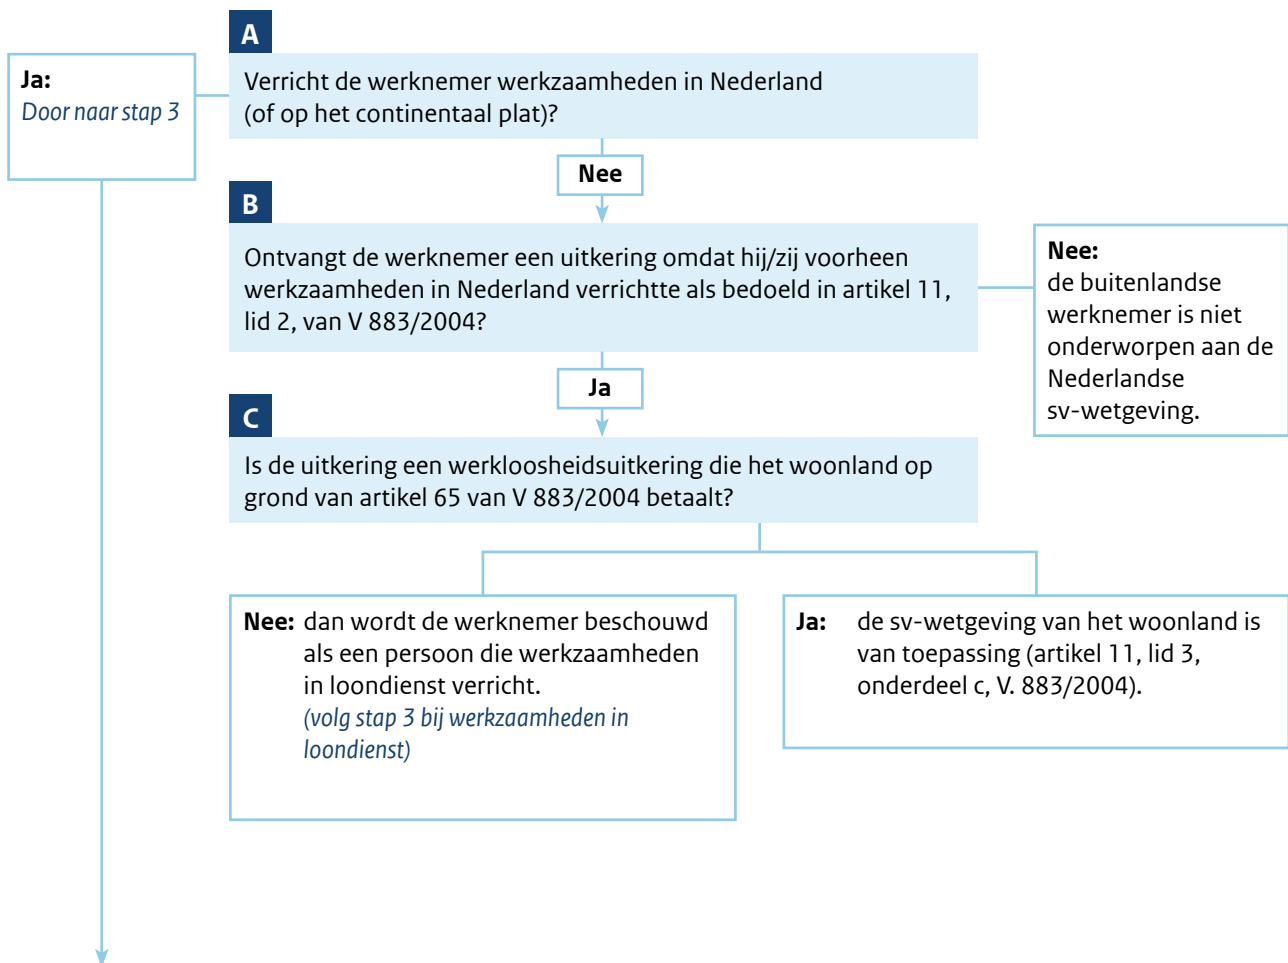 A
Ja:
Door naar stap 3
Verricht de werknemer werkzaamheden in Nederland
(of op het continentaal plat)?
Nee
B
Ontvangt de werknemer een uitkering omdat hij/zij voorheen
werkzaamheden in Nederland verrichtte als bedoeld in artikel 11,
lid 2, van V 883/2004?
Nee:
de buitenlandse
werknemer is niet
onderworpen aan de
Nederlandse
sv-wetgeving.
Ja
C
Is de uitkering een werkloosheidsuitkering die het woonland op
grond van artikel 65 van V 883/2004 betaalt?
Nee: dan wordt de werknemer beschouwd
als een persoon die werkzaamheden
in loondienst verricht.
(volg stap 3 bij werkzaamheden in
loondienst)
Ja: de sv-wetgeving van het woonland is
van toepassing (artikel 11, lid 3,
onderdeel c, V. 883/2004).